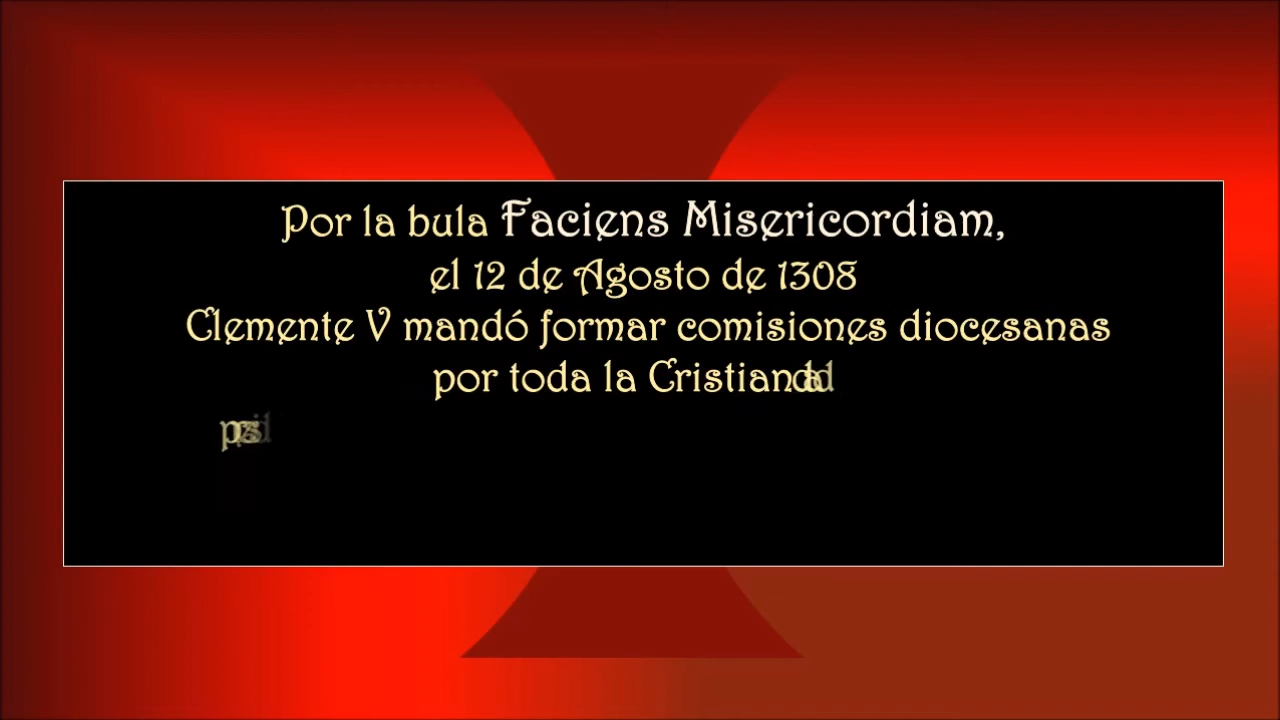 Por la bula Faciens Misericordiam,
el 12 de Agosto de 1308
Clemente V mandó formar comisiones diocesanas
por toda la Cristiandad